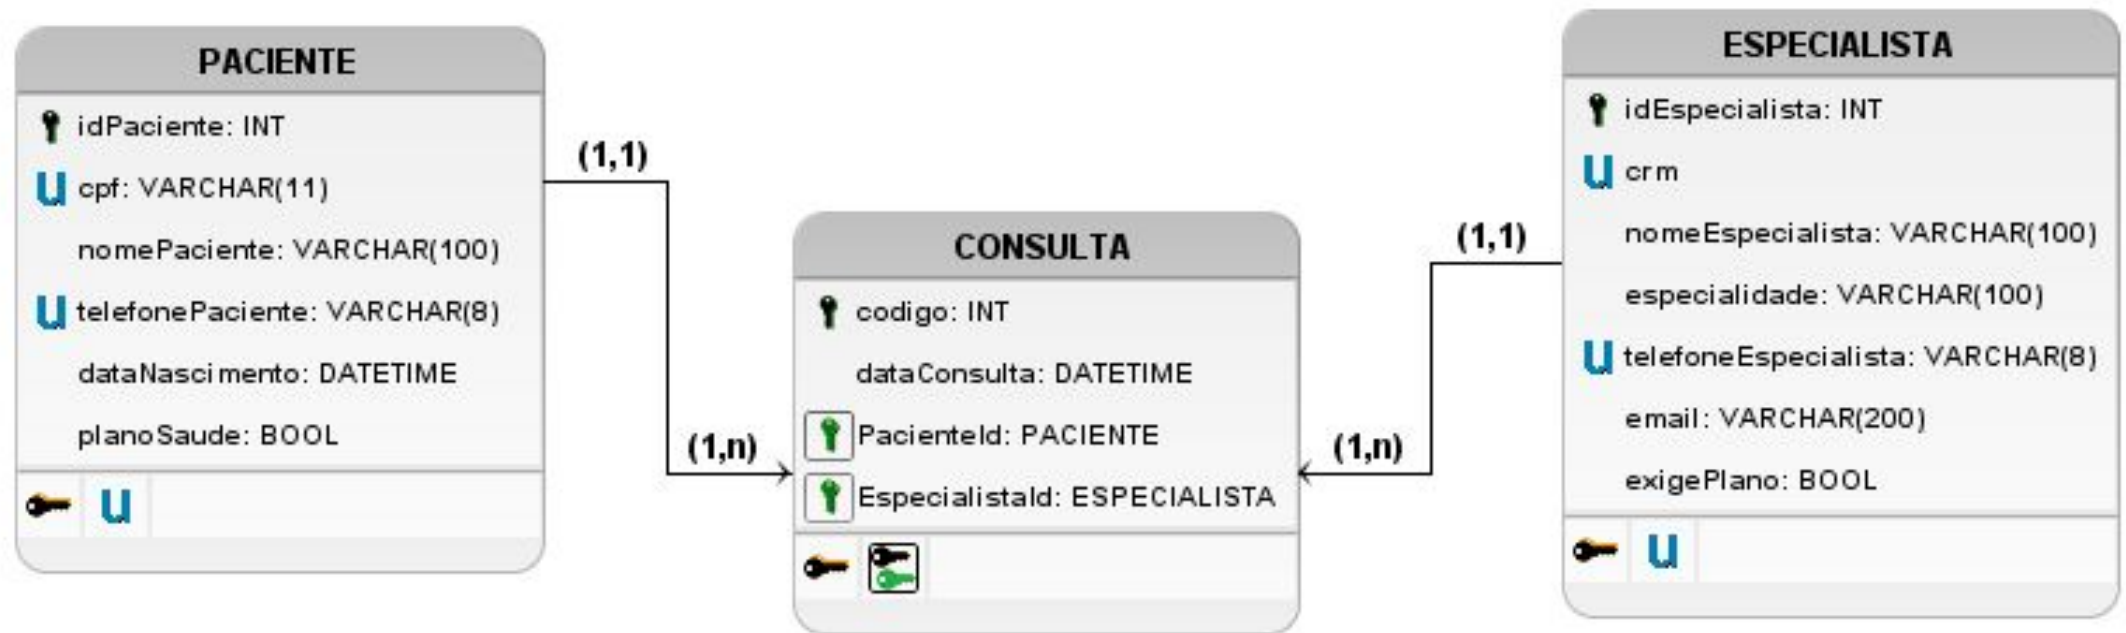 PACIENTE
idPaciente: INT
U cpf: VARCHAR(11)
nomePaciente: VARCHAR(100)
U telefonePaciente: VARCHAR(8)
dataNascimento: DATETIME
planoSaude: BOOL
U
(1,1)
(1,n)
CONSULTA
codigo: INT
dataConsulta: DATETIME
PacienteId: PACIENTE
EspecialistaId: ESPECIALISTA
(1,1)
(1,n)
ESPECIALISTA
idEspecialista: INT
U crm
nomeEspecialista: VARCHAR(100)
especialidade: VARCHAR(100)
U telefoneEspecialista: VARCHAR(8)
email: VARCHAR(200)
exigePlano: BOOL
U